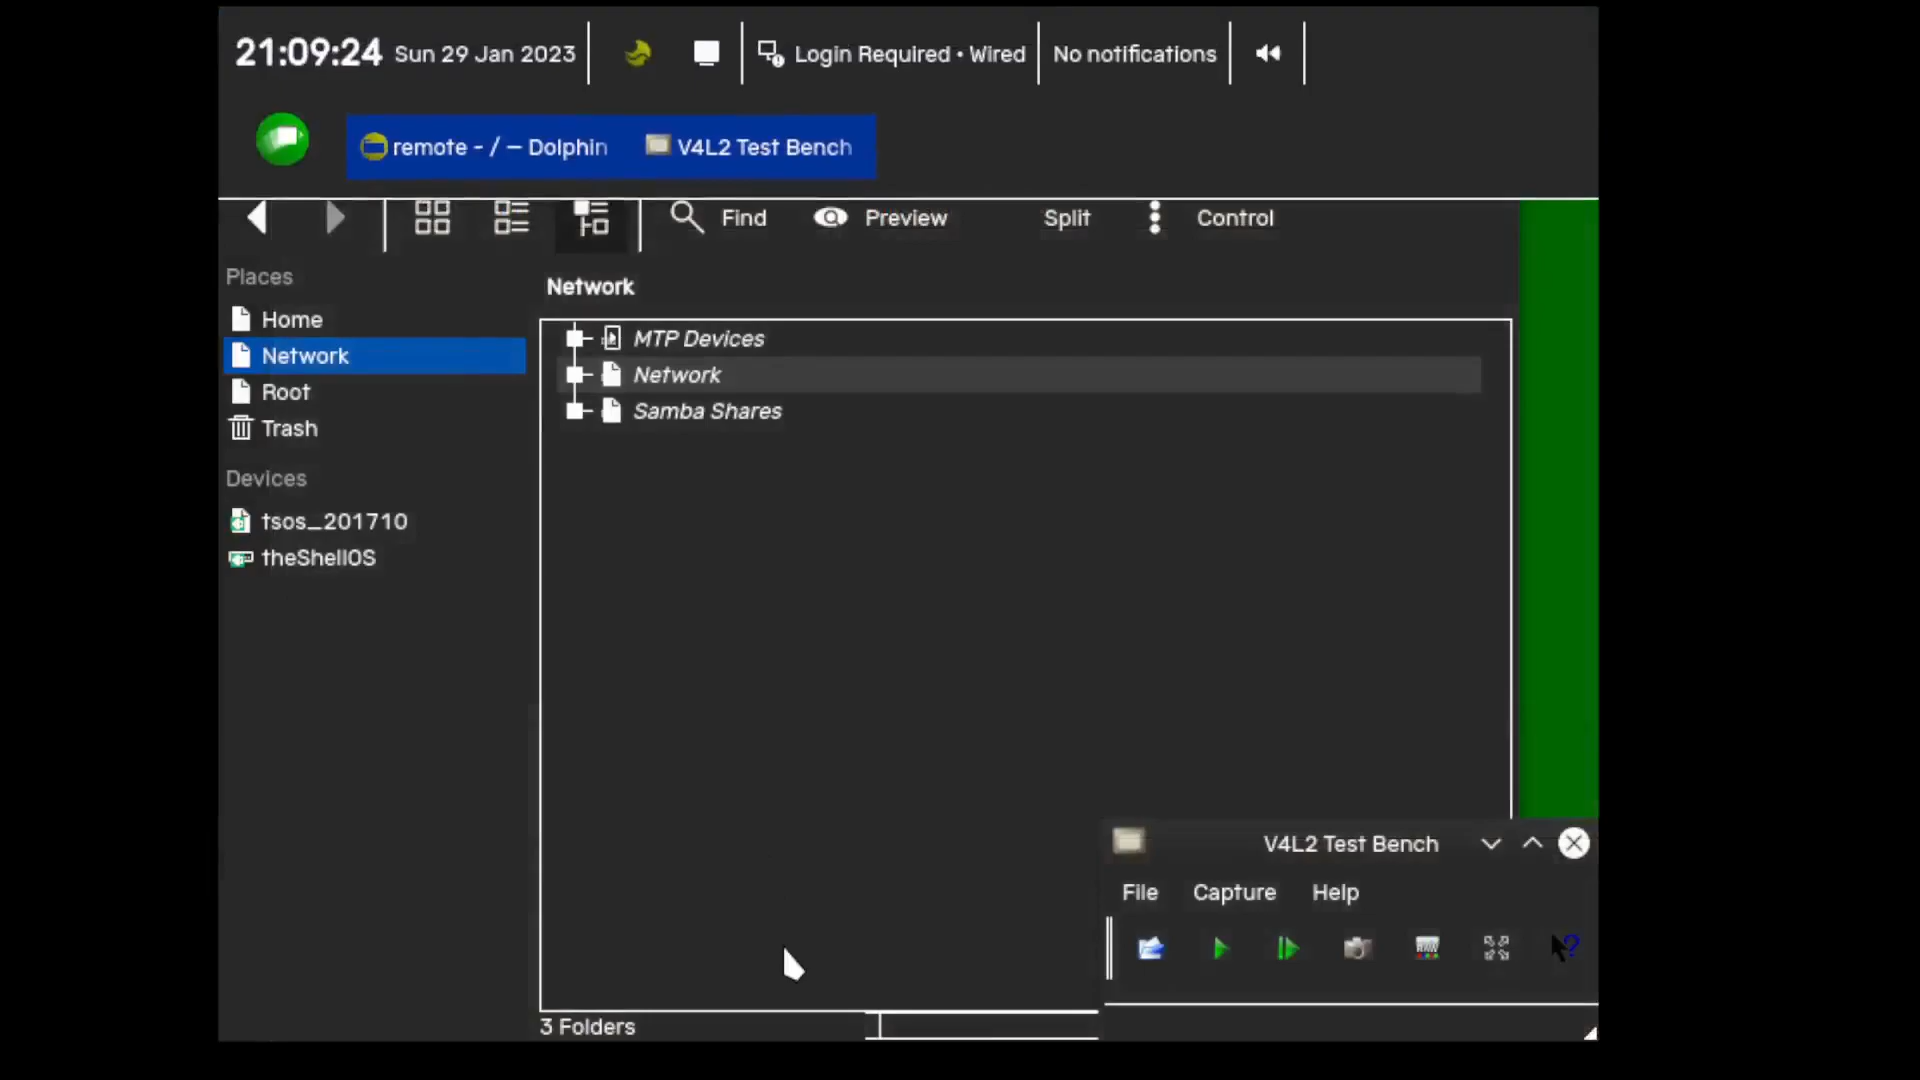 21:09:24 Sun 29 Jan 2023 Login Required • Wired No notifications
remote - / — Dolphin V4L2 Test Bench
Find Preview Split Control
Places
Home
Network
Root
Trash
Devices
tsos_201710
theShellOS
Network
MTP Devices
Network
Samba Shares
3 Folders
V4L2 Test Bench
File Capture Help
?